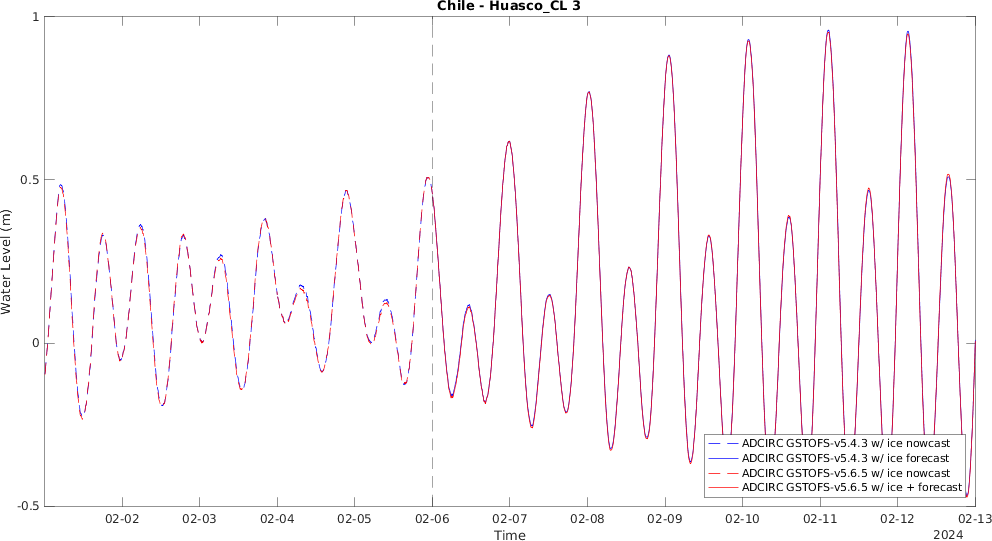 Chile - Huasco_CL 3
Water Level (m)
1
0.5
0
-0.5
ADCIRC GSTOFS-v5.4.3 w/ ice nowcast
ADCIRC GSTOFS-v5.4.3 w/ ice forecast
ADCIRC GSTOFS-v5.6.5 w/ ice nowcast
ADCIRC GSTOFS-v5.6.5 w/ ice + forecast
02-02 02-03 02-04 02-05 02-06 02-07 02-08 02-09 02-10 02-11 02-12 02-13
Time
2024